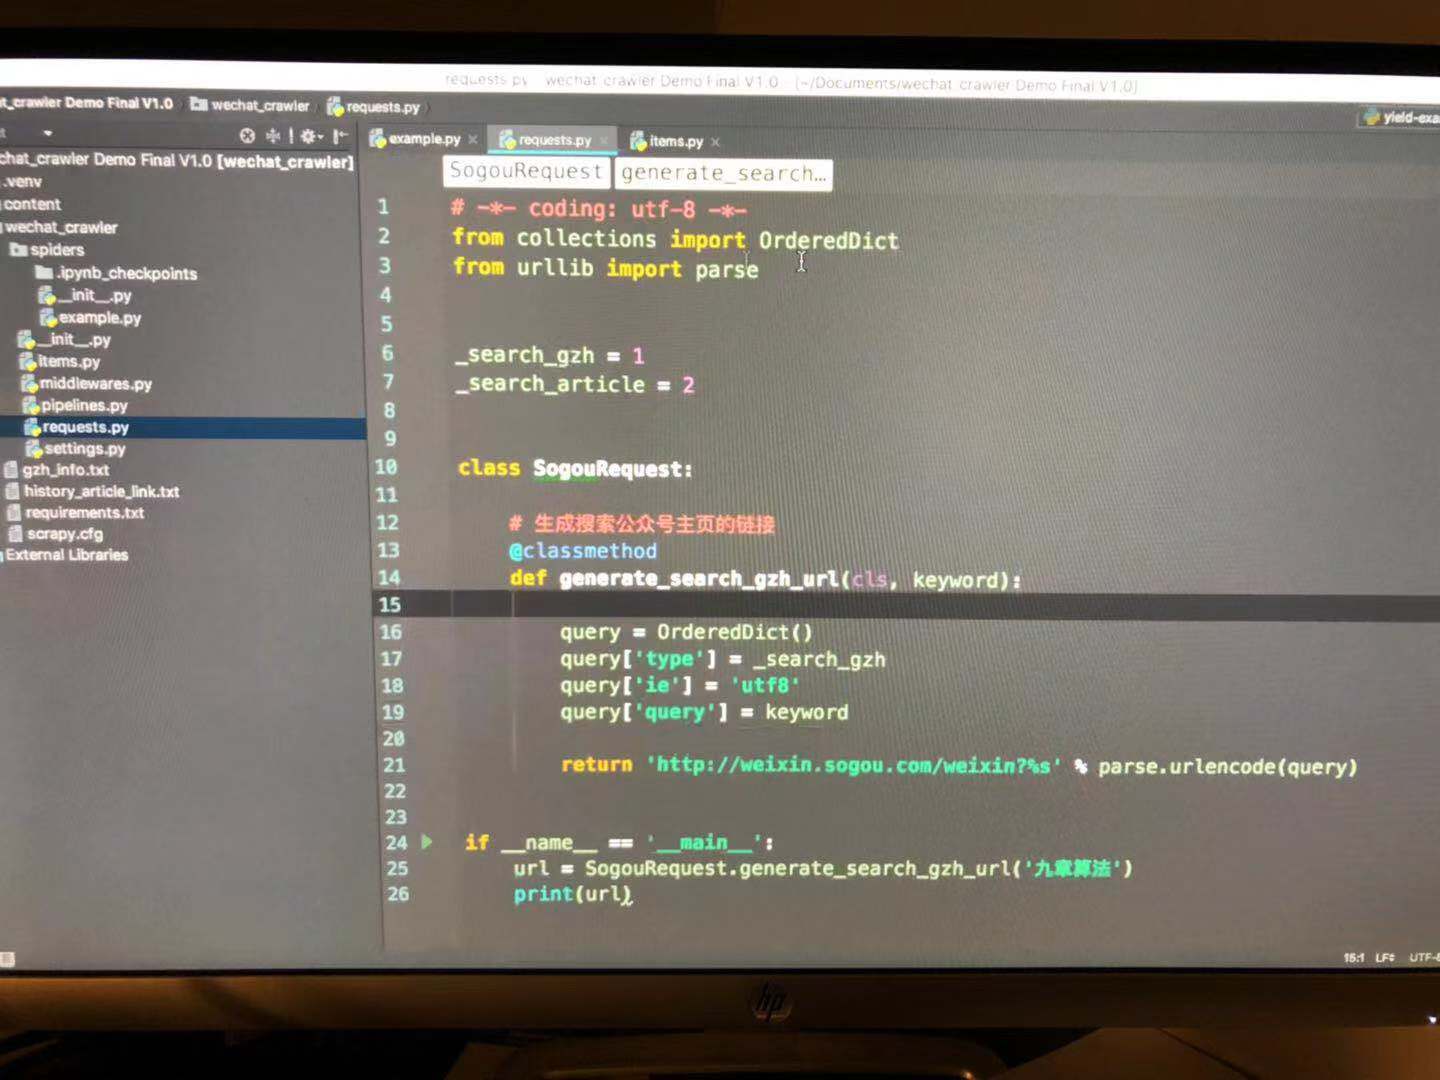 requests.py wechat_crawler Demo Final V1.0 [~/Documents/wechat_crawler Demo Final V1.0]
t_crawler Demo Final V1.0 wechat_crawler requests.py
yield-exa
example.py requests.py items.py
chat_crawler Demo Final V1.0 [wechat_crawler]
.venv
content
wechat_crawler
spiders
.ipynb_checkpoints
__init__.py
example.py
__init__.py
items.py
middlewares.py
pipelines.py
requests.py
settings.py
gzh_info.txt
history_article_link.txt
requirements.txt
scrapy.cfg
External Libraries
SogouRequest generate_search…
1 # -*- coding: utf-8 -*-
2 from collections import OrderedDict
3 from urllib import parse
4
5
6 _search_gzh = 1
7 _search_article = 2
8
9
10 class SogouRequest:
11
12 # 生成搜索公众号主页的链接
13 @classmethod
14 def generate_search_gzh_url(cls, keyword):
15
16 query = OrderedDict()
17 query['type'] = _search_gzh
18 query['ie'] = 'utf8'
19 query['query'] = keyword
20
21 return 'http://weixin.sogou.com/weixin?%s' % parse.urlencode(query)
22
23
24 if __name__ == '__main__':
25 url = SogouRequest.generate_search_gzh_url('九章算法')
26 print(url)
15:1 LF÷ UTF-8
hp